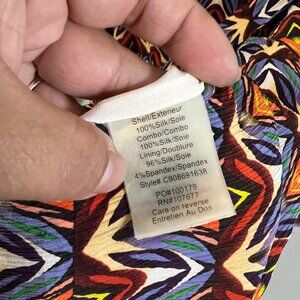 Shell/Exterieur
100%Silk/Soie
Combo/Combo
100%Silk/Soie
Lining/Doublure
96%Silk/Soie
4%Spandex/Spandex
Style# C908691638
PO#100179
RN#107677
Care on reverse
Entretien Au Dos